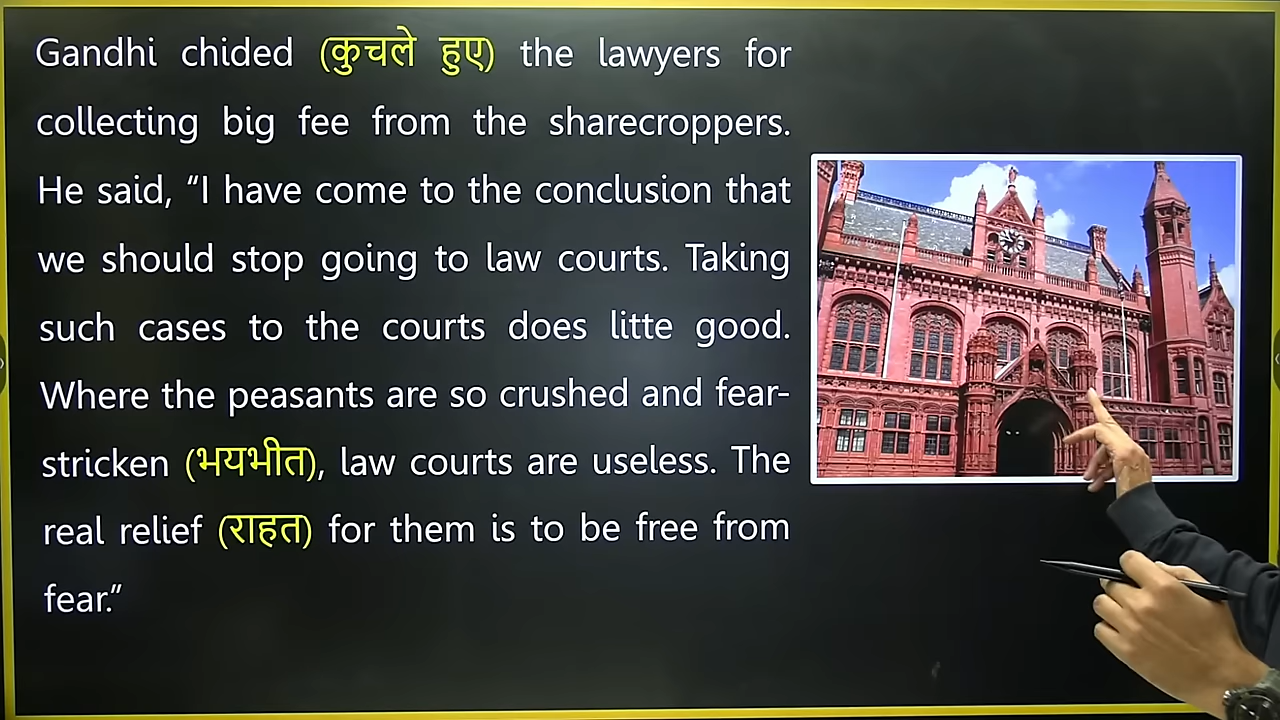 Gandhi chided (कुचले हुए) the lawyers for
collecting big fee from the sharecroppers.
He said, “I have come to the conclusion that
we should stop going to law courts. Taking
such cases to the courts does litte good.
Where the peasants are so crushed and fear-
stricken (भयभीत), law courts are useless. The
real relief (राहत) for them is to be free from
fear.”